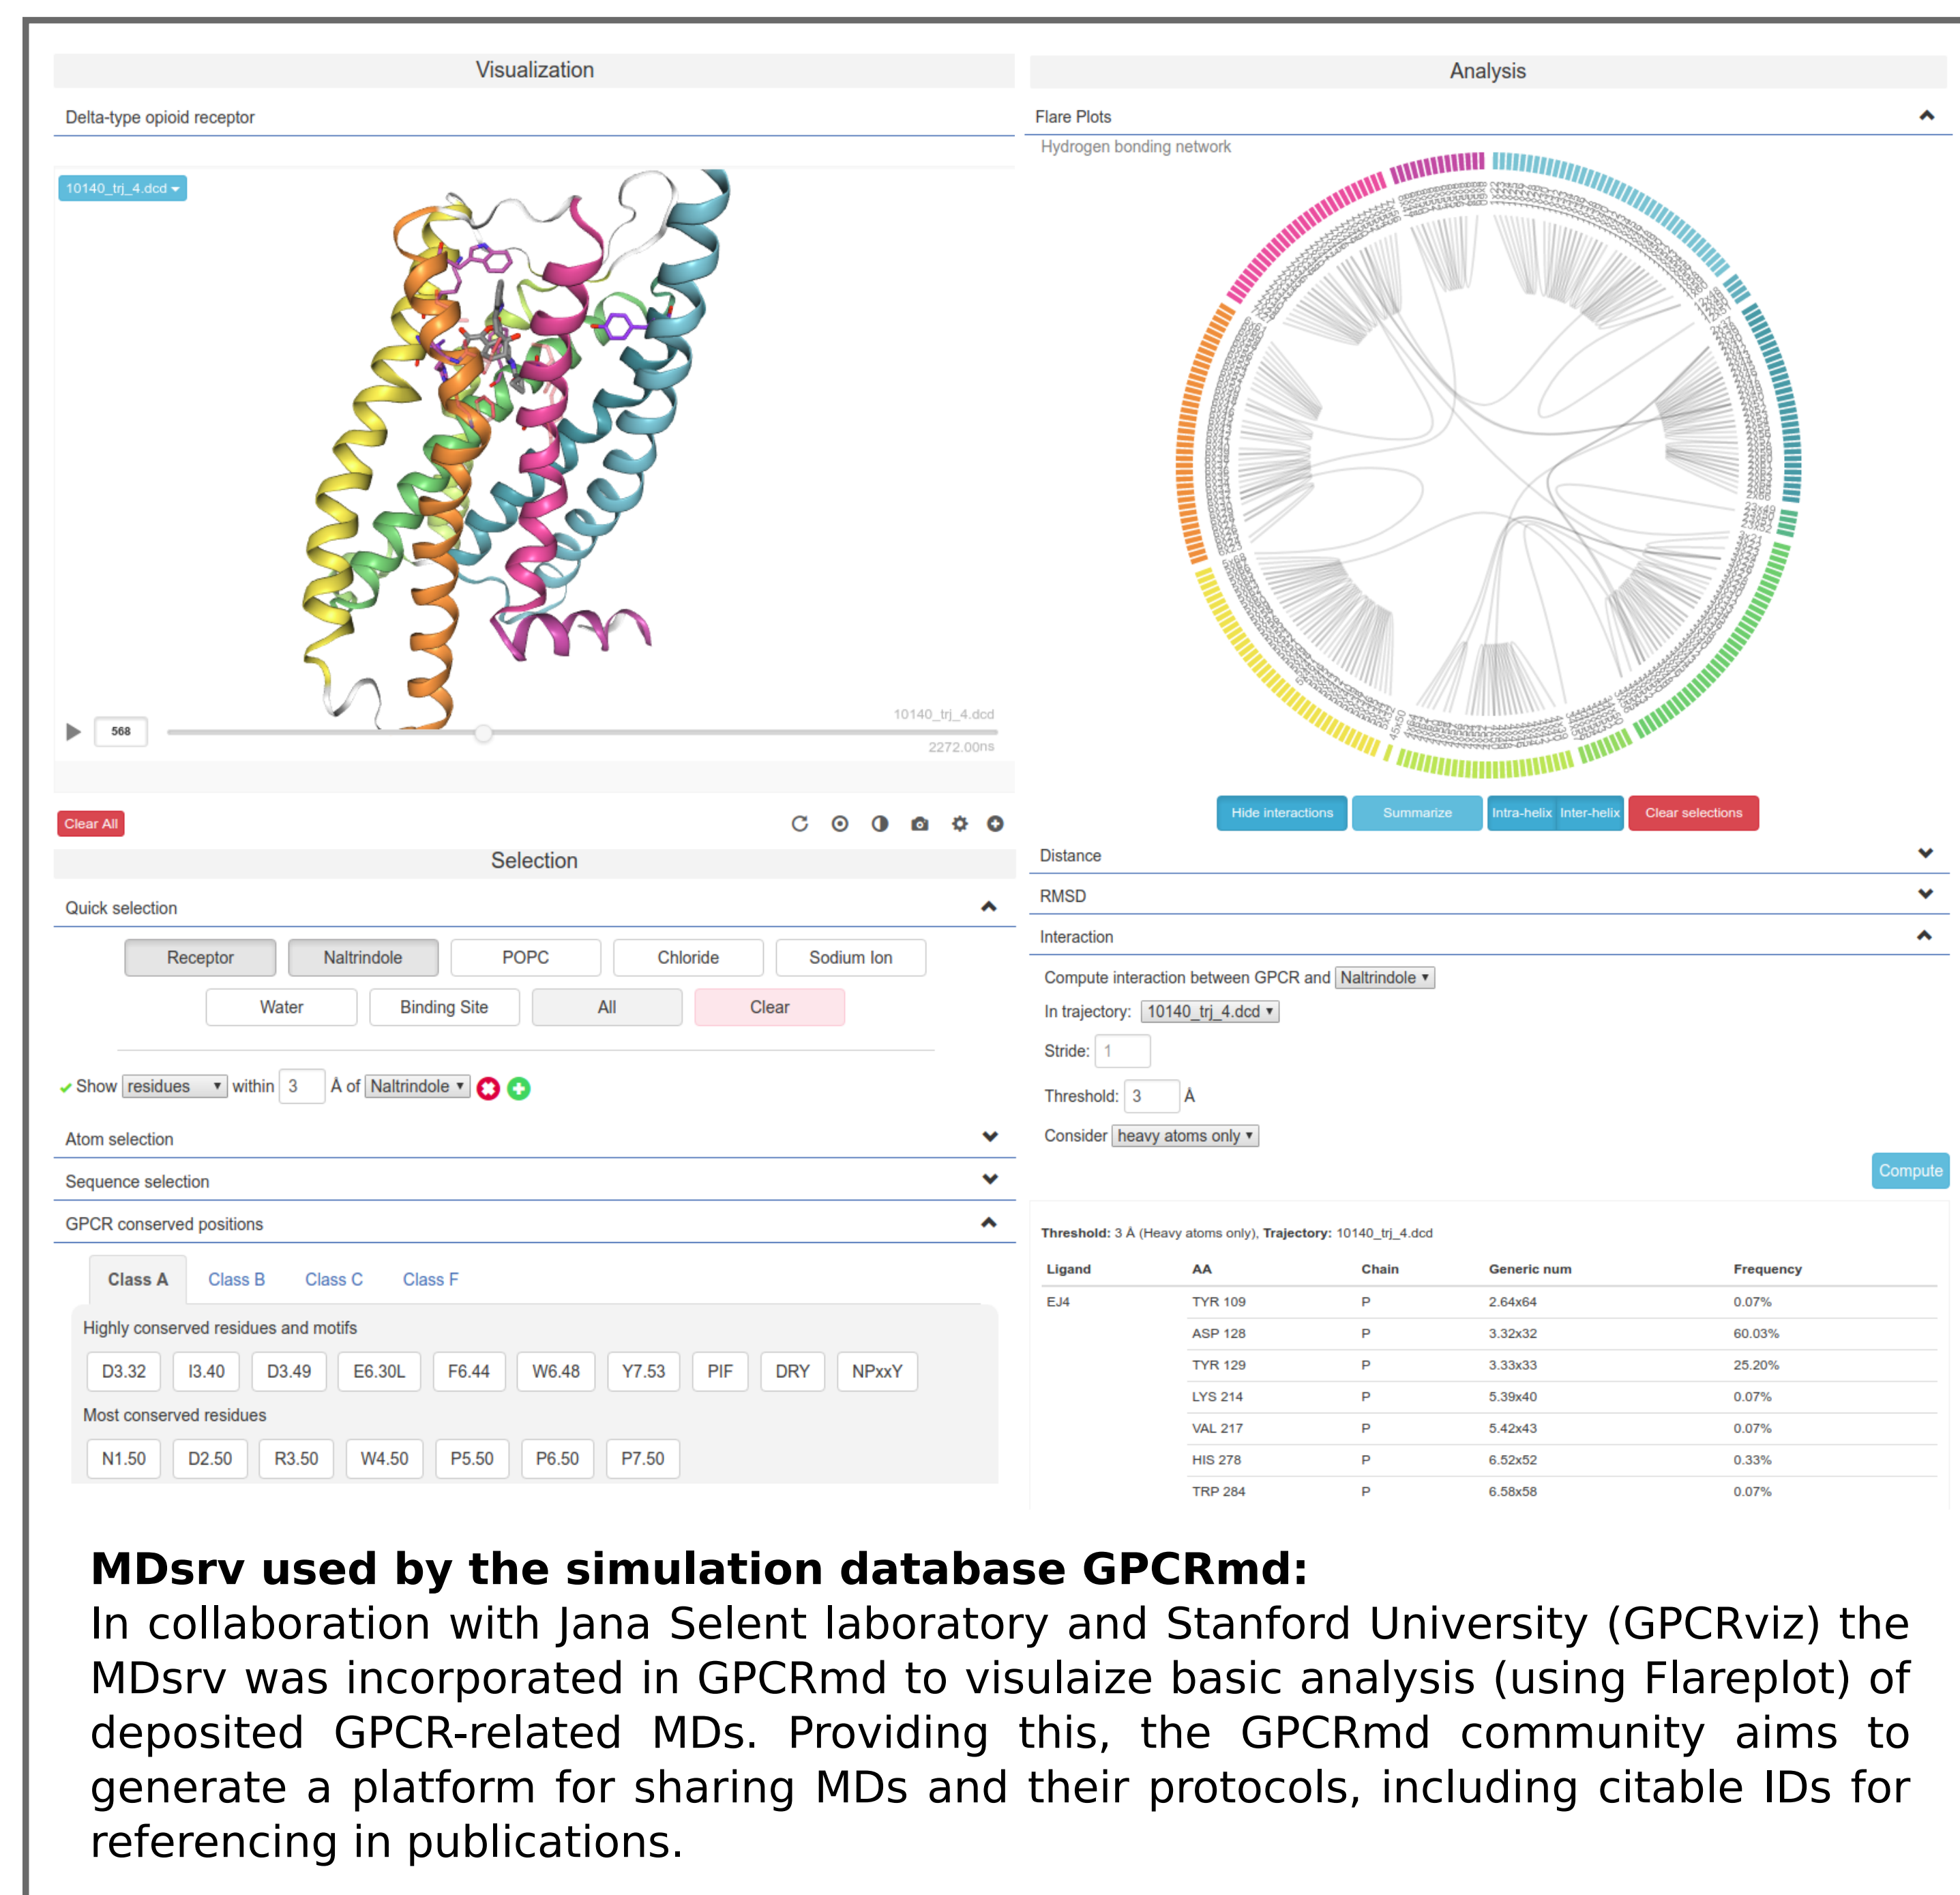 Visualization
Delta-type opioid receptor
10140_trj_4.dcd
568
10140_trj_4.dcd
2272.00ns
Clear All
Selection
Quick selection
Receptor Naltrindole POPC Chloride Sodium Ion
Water Binding Site All Clear
Show residues within 3 Å of Naltrindole
Atom selection
Sequence selection
GPCR conserved positions
Class A Class B Class C Class F
Highly conserved residues and motifs
D3.32 I3.40 D3.49 E6.30L F6.44 W6.48 Y7.53 PIF DRY NPxxY
Most conserved residues
N1.50 D2.50 R3.50 W4.50 P5.50 P6.50 P7.50
Analysis
Flare Plots
Hydrogen bonding network
Hide interactions Summarize Intra-helix Inter-helix Clear selections
Distance
RMSD
Interaction
Compute interaction between GPCR and Naltrindole
In trajectory: 10140_trj_4.dcd
Stride: 1
Threshold: 3 Å
Consider heavy atoms only
Compute
Threshold: 3 Å (Heavy atoms only), Trajectory: 10140_trj_4.dcd
Ligand AA Chain Generic num Frequency
EJ4 TYR 109 P 2.64x64 0.07%
ASP 128 P 3.32x32 60.03%
TYR 129 P 3.33x33 25.20%
LYS 214 P 5.39x40 0.07%
VAL 217 P 5.42x43 0.07%
HIS 278 P 6.52x52 0.33%
TRP 284 P 6.58x58 0.07%
MDsrv used by the simulation database GPCRmd:
In collaboration with Jana Selent laboratory and Stanford University (GPCRviz) the
MDsrv was incorporated in GPCRmd to visulaize basic analysis (using Flareplot) of
deposited GPCR-related MDs. Providing this, the GPCRmd community aims to
generate a platform for sharing MDs and their protocols, including citable IDs for
referencing in publications.